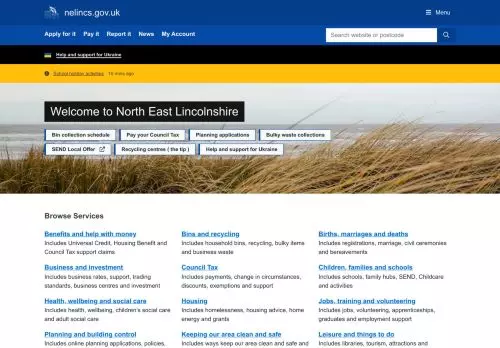 nelincs.gov.uk
Menu
Apply for it Pay it Report it News My Account
Search website or postcode
Help and support for Ukraine
School holiday activities 16 mins ago
Welcome to North East Lincolnshire
Bin collection schedule Pay your Council Tax Planning applications Bulky waste collections
SEND Local Offer Recycling centres ( the tip ) Help and support for Ukraine
Browse Services
Benefits and help with money Bins and recycling Births, marriages and deaths
Includes Universal Credit, Housing Benefit and Includes household bins, recycling, bulky items Includes registrations, marriage, civil ceremonies
Council Tax support claims and business waste and bereavements
Business and investment Council Tax Children, families and schools
Includes business rates, support, trading Includes payments, change in circumstances, Includes schools, family hubs, SEND, Childcare
standards, business centres and investment discounts, exemptions and support and activities
Health, wellbeing and social care Housing Jobs, training and volunteering
Includes health, wellbeing, children's social care Includes homelessness, housing advice, home Includes jobs, volunteering, apprenticeships,
and adult social care energy and grants graduates and employment support
Planning and building control Keeping our area clean and safe Leisure and things to do
Includes online planning applications, policies, Includes ways keep our area clean and safe and Includes libraries, tourism, attractions and